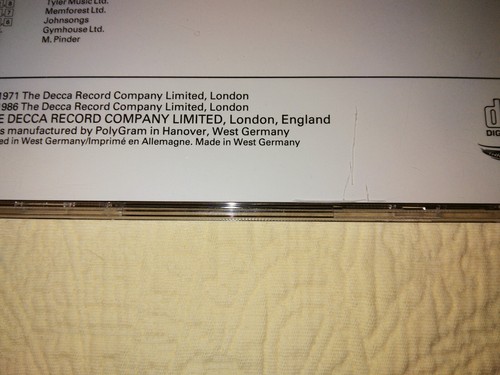 Tyler Music Ltd.
Memforest Ltd.
Johnsongs
Gymhouse Ltd.
M. Pinder
1971 The Decca Record Company Limited, London
1986 The Decca Record Company Limited, London
E DECCA RECORD COMPANY LIMITED, London, England
s manufactured by PolyGram in Hanover, West Germany
ed in West Germany/Imprimé en Allemagne. Made in West Germany
DIG